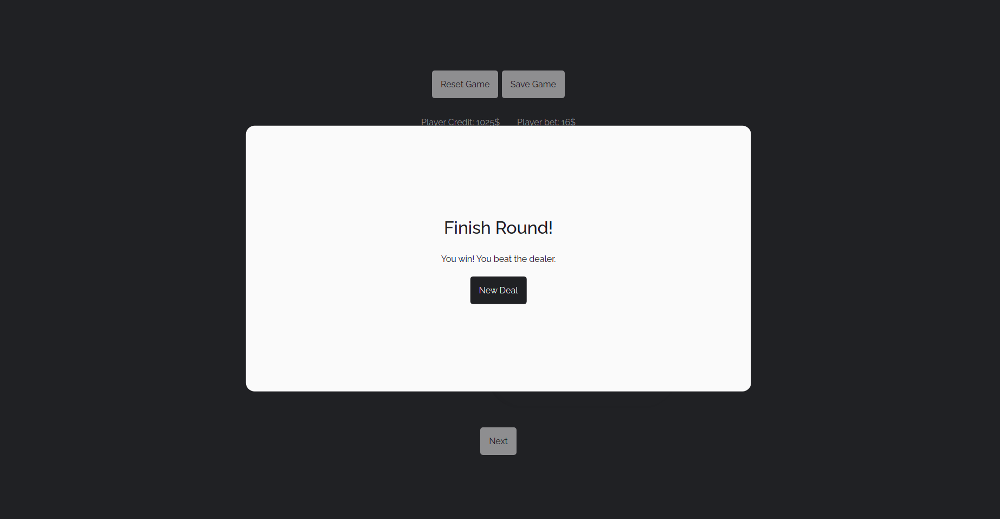 Reset Game Save Game
Player Credit: 1025$ Player bet: 16$
Finish Round!
You win! You beat the dealer.
New Deal
Next